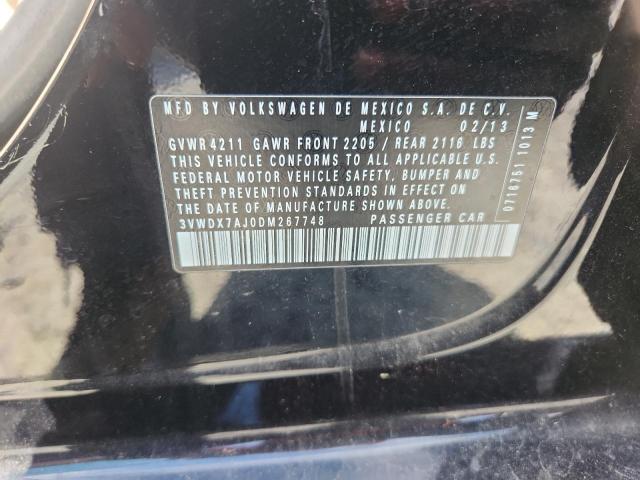 MFD BY VOLKSWAGEN DE MEXICO S.A. DE C.V.
MEXICO 02/13
GVWR 4211 GAWR FRONT 2205 / REAR 2116 LBS
THIS VEHICLE CONFORMS TO ALL APPLICABLE U.S.
FEDERAL MOTOR VEHICLE SAFETY, BUMPER AND
THEFT PREVENTION STANDARDS IN EFFECT ON
THE DATE OF MANUFACTURE SHOWN ABOVE.
3VWDX7AJ0DM267748 PASSENGER CAR
0716751 1013 M